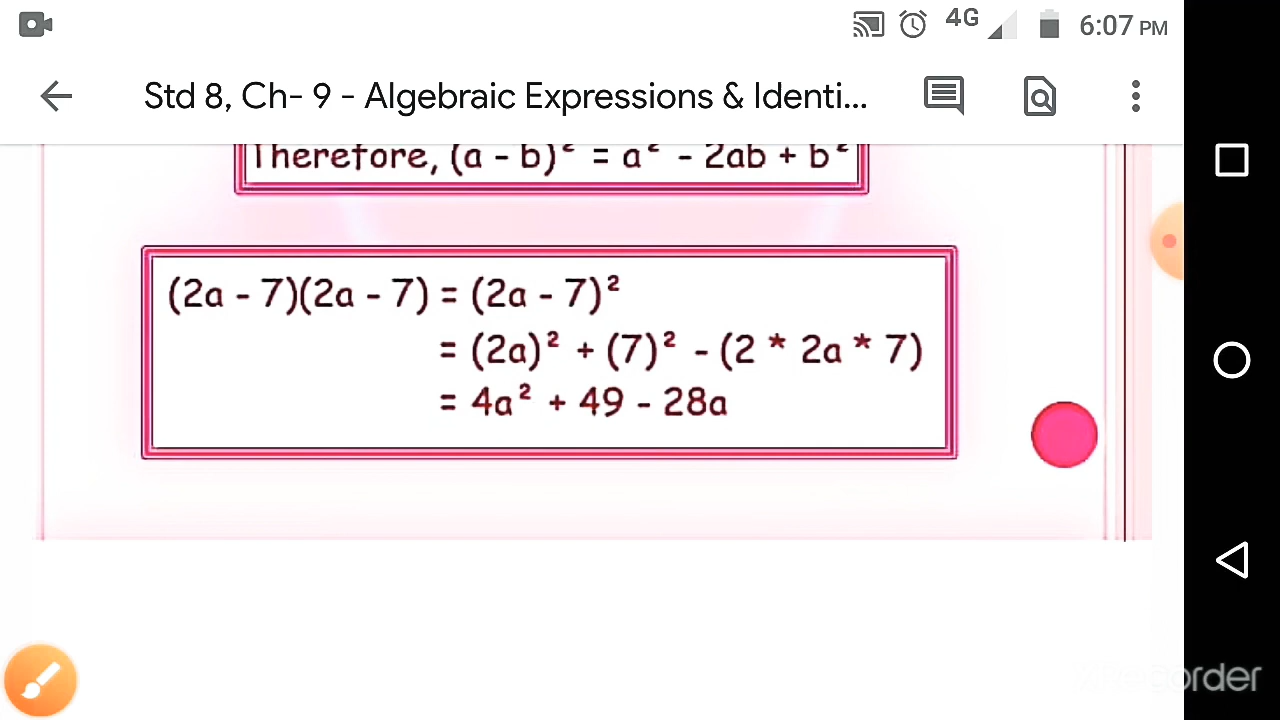 4G 6:07 PM
Std 8, Ch- 9 - Algebraic Expressions & Identi...
Therefore, (a - b)² = a² - 2ab + b²
(2a - 7)(2a - 7) = (2a - 7)²
= (2a)² + (7)² - (2 * 2a * 7)
= 4a² + 49 - 28a